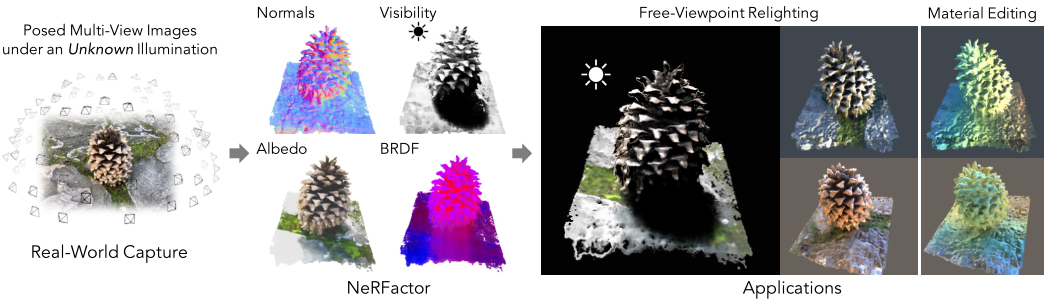 Posed Multi-View Images
under an Unknown Illumination
Real-World Capture
Normals
Visibility
Albedo
BRDF
NeRFactor
Free-Viewpoint Relighting
Material Editing
Applications